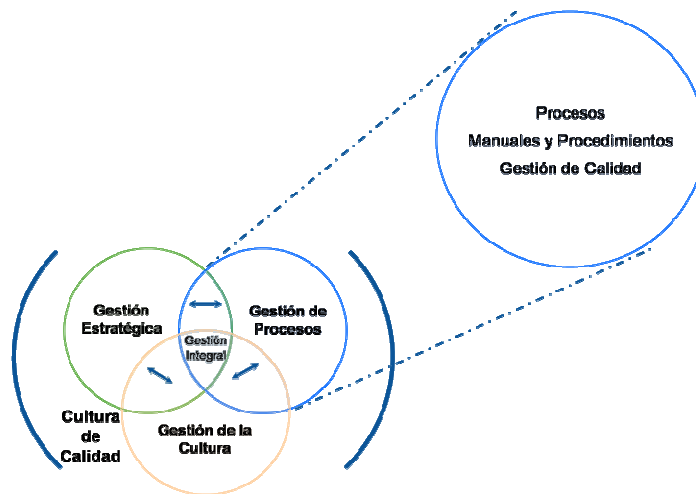 Procesos
Manuales y Procedimientos
Gestión de Calidad
Gestión
Estratégica
Gestión de
Procesos
Gestión
Integral
Gestión de la
Cultura
Cultura
de
Calidad